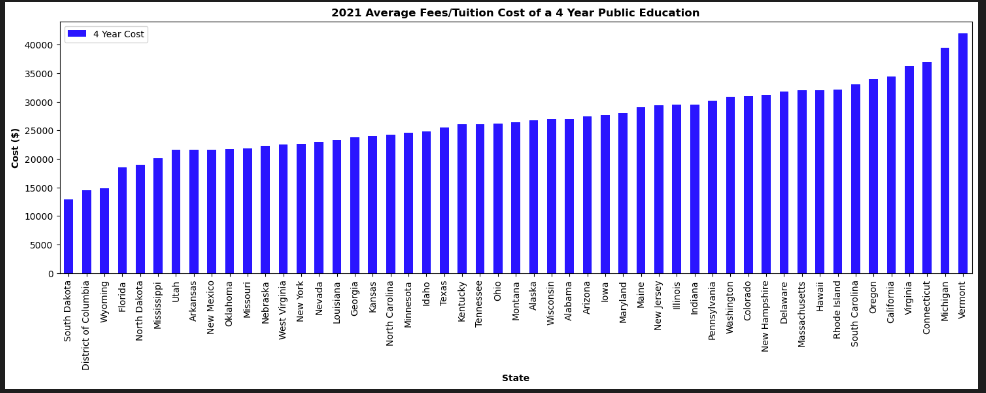 2021 Average Fees/Tuition Cost of a 4 Year Public Education
4 Year Cost
Cost ($)
40000
35000
30000
25000
20000
15000
10000
5000
0
South Dakota
District of Columbia
Wyoming
Florida
North Dakota
Mississippi
Utah
Arkansas
New Mexico
Oklahoma
Missouri
Nebraska
West Virginia
New York
Nevada
Louisiana
Georgia
Kansas
North Carolina
Minnesota
Idaho
Texas
Kentucky
Tennessee
Ohio
Montana
Alaska
Wisconsin
Alabama
Arizona
Iowa
Maryland
Maine
New Jersey
Illinois
Indiana
Pennsylvania
Washington
Colorado
New Hampshire
Delaware
Massachusetts
Hawaii
Rhode Island
South Carolina
Oregon
California
Virginia
Connecticut
Michigan
Vermont
State